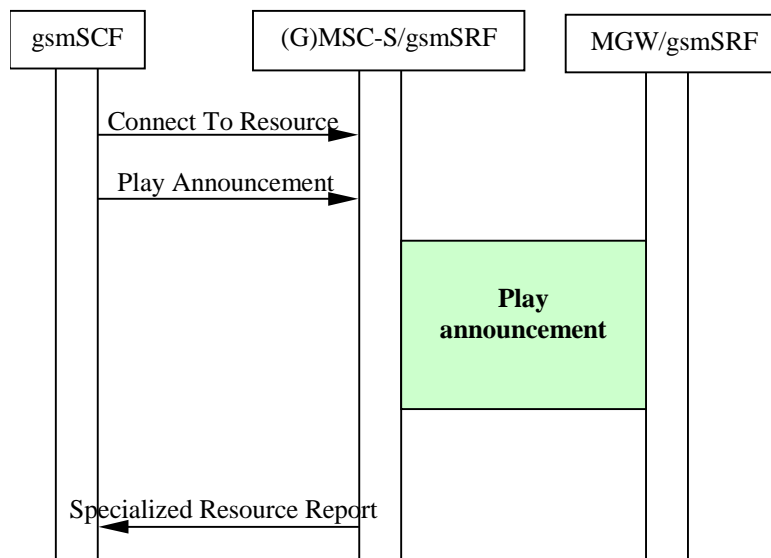 gsmSCF
(G)MSC-S/gsmSRF
MGW/gsmSRF
Connect To Resource
Play Announcement
Play
announcement
Specialized Resource Report